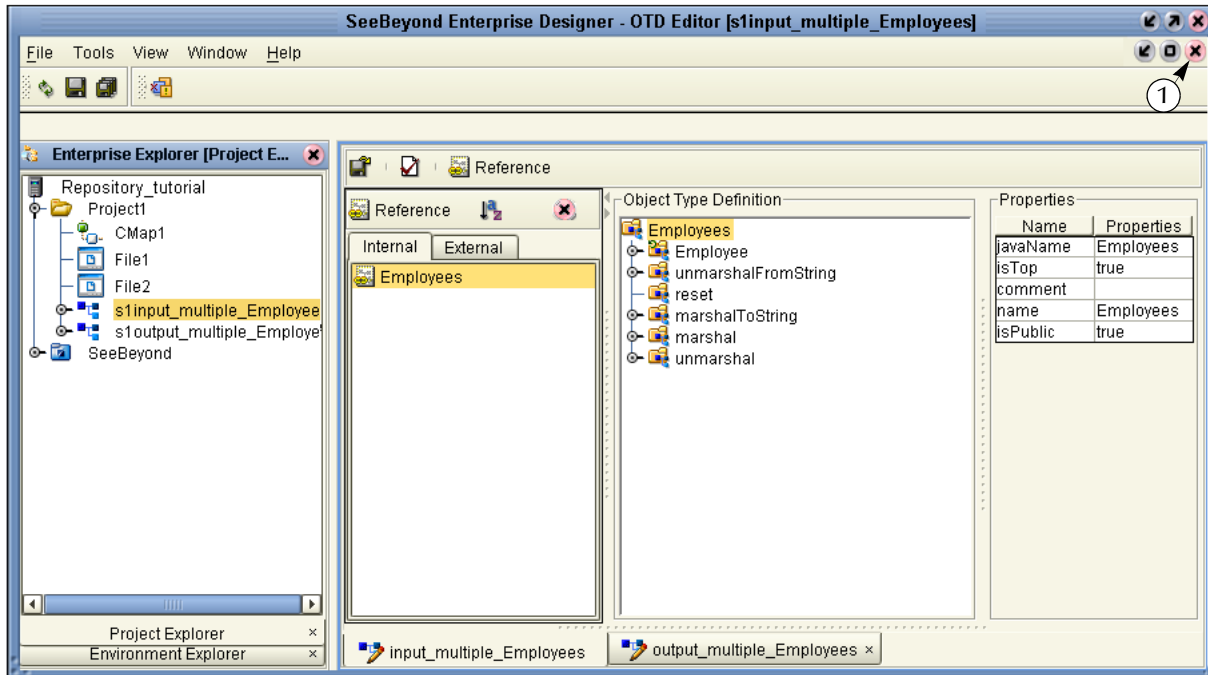 SeeBeyond Enterprise Designer - OTD Editor [s1input_multiple_Employees]
File Tools View Window Help
1
Enterprise Explorer [Project E...
Repository_tutorial
Project1
CMap1
File1
File2
s1input_multiple_Employee
s1output_multiple_Employe
SeeBeyond
Project Explorer ×
Environment Explorer ×
Reference
Reference
Internal External
Employees
Object Type Definition
Employees
Employee
unmarshalFromString
reset
marshalToString
marshal
unmarshal
Properties
Name Properties
javaName Employees
isTop true
comment
name Employees
isPublic true
input_multiple_Employees
output_multiple_Employees ×